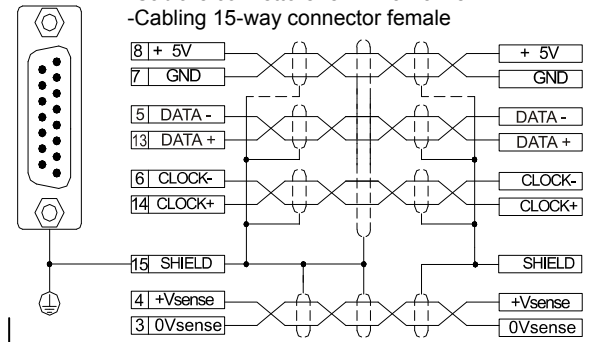 -Cabling 15-way connector female
8 + 5V + 5V
7 GND GND
5 DATA - DATA -
13 DATA + DATA +
6 CLOCK- CLOCK-
14 CLOCK+ CLOCK+
15 SHIELD SHIELD
4 +Vsense +Vsense
3 0Vsense 0Vsense